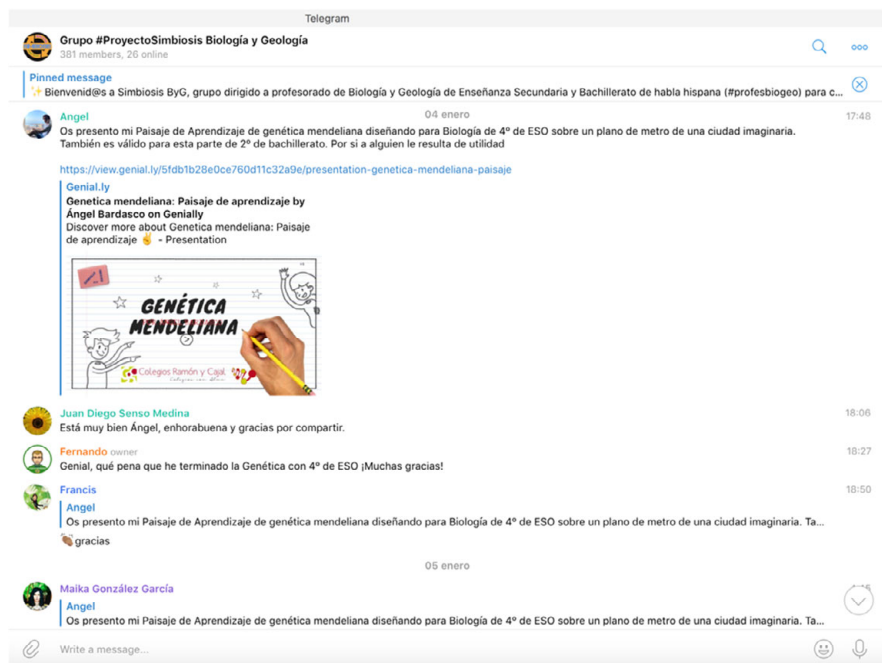 Telegram
Grupo #ProyectoSimbiosis Biología y Geología
381 members, 26 online
Pinned message
✨Bienvenid@s a Simbiosis ByG, grupo dirigido a profesorado de Biología y Geología de Enseñanza Secundaria y Bachillerato de habla hispana (#profesbiogeo) para c...
04 enero
Angel
17:48
Os presento mi Paisaje de Aprendizaje de genética mendeliana diseñando para Biología de 4º de ESO sobre un plano de metro de una ciudad imaginaria.
También es válido para esta parte de 2º de bachillerato. Por si a alguien le resulta de utilidad
https://view.genial.ly/5fdb1b28e0ce760d11c32a9e/presentation-genetica-mendeliana-paisaje
Genial.ly
Genetica mendeliana: Paisaje de aprendizaje by
Ángel Bardasco on Genially
Discover more about Genetica mendeliana: Paisaje
de aprendizaje ✌ - Presentation
GENÉTICA
MENDELIANA
Colegios Ramón y Cajal
Juan Diego Senso Medina
18:06
Está muy bien Ángel, enhorabuena y gracias por compartir.
Fernando owner
18:27
Genial, qué pena que he terminado la Genética con 4º de ESO ¡Muchas gracias!
Francis
18:50
Angel
Os presento mi Paisaje de Aprendizaje de genética mendeliana diseñando para Biología de 4º de ESO sobre un plano de metro de una ciudad imaginaria. Ta...
👏🏽gracias
05 enero
Maika González García
Angel
Os presento mi Paisaje de Aprendizaje de genética mendeliana diseñando para Biología de 4º de ESO sobre un plano de metro de una ciudad imaginaria. Ta...
Write a message...